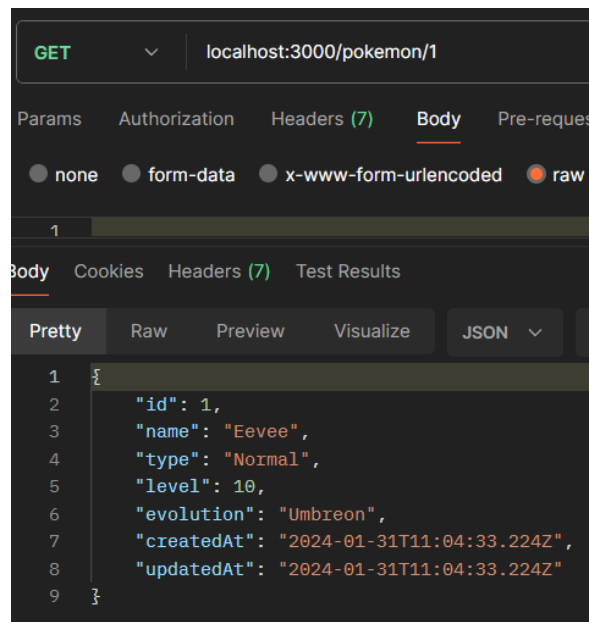 GET localhost:3000/pokemon/1
Params Authorization Headers (7) Body Pre-reques
none form-data x-www-form-urlencoded raw
1
Body Cookies Headers (7) Test Results
Pretty Raw Preview Visualize JSON
1 {
2 "id": 1,
3 "name": "Eevee",
4 "type": "Normal",
5 "level": 10,
6 "evolution": "Umbreon",
7 "createdAt": "2024-01-31T11:04:33.224Z",
8 "updatedAt": "2024-01-31T11:04:33.224Z"
9 }